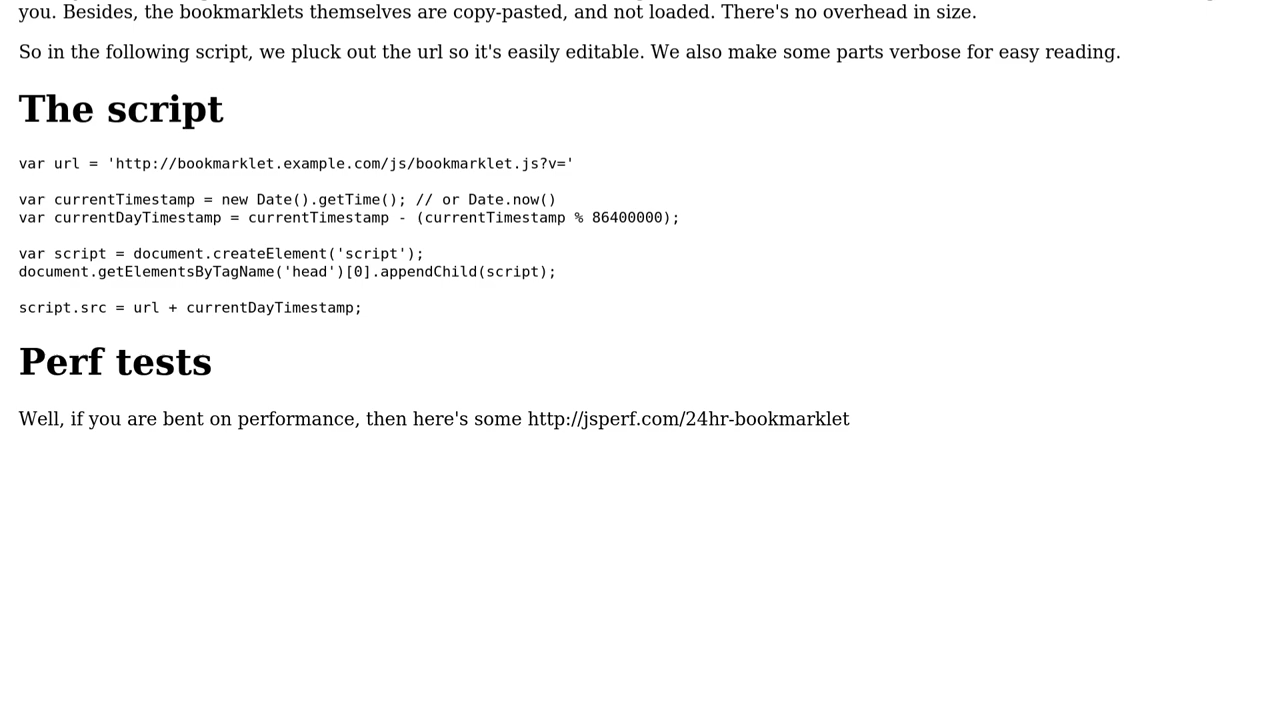 you. Besides, the bookmarklets themselves are copy-pasted, and not loaded. There's no overhead in size.
So in the following script, we pluck out the url so it's easily editable. We also make some parts verbose for easy reading.
The script
var url = 'http://bookmarklet.example.com/js/bookmarklet.js?v='
var currentTimestamp = new Date().getTime(); // or Date.now()
var currentDayTimestamp = currentTimestamp - (currentTimestamp % 86400000);
var script = document.createElement('script');
document.getElementsByTagName('head')[0].appendChild(script);
script.src = url + currentDayTimestamp;
Perf tests
Well, if you are bent on performance, then here's some http://jsperf.com/24hr-bookmarklet